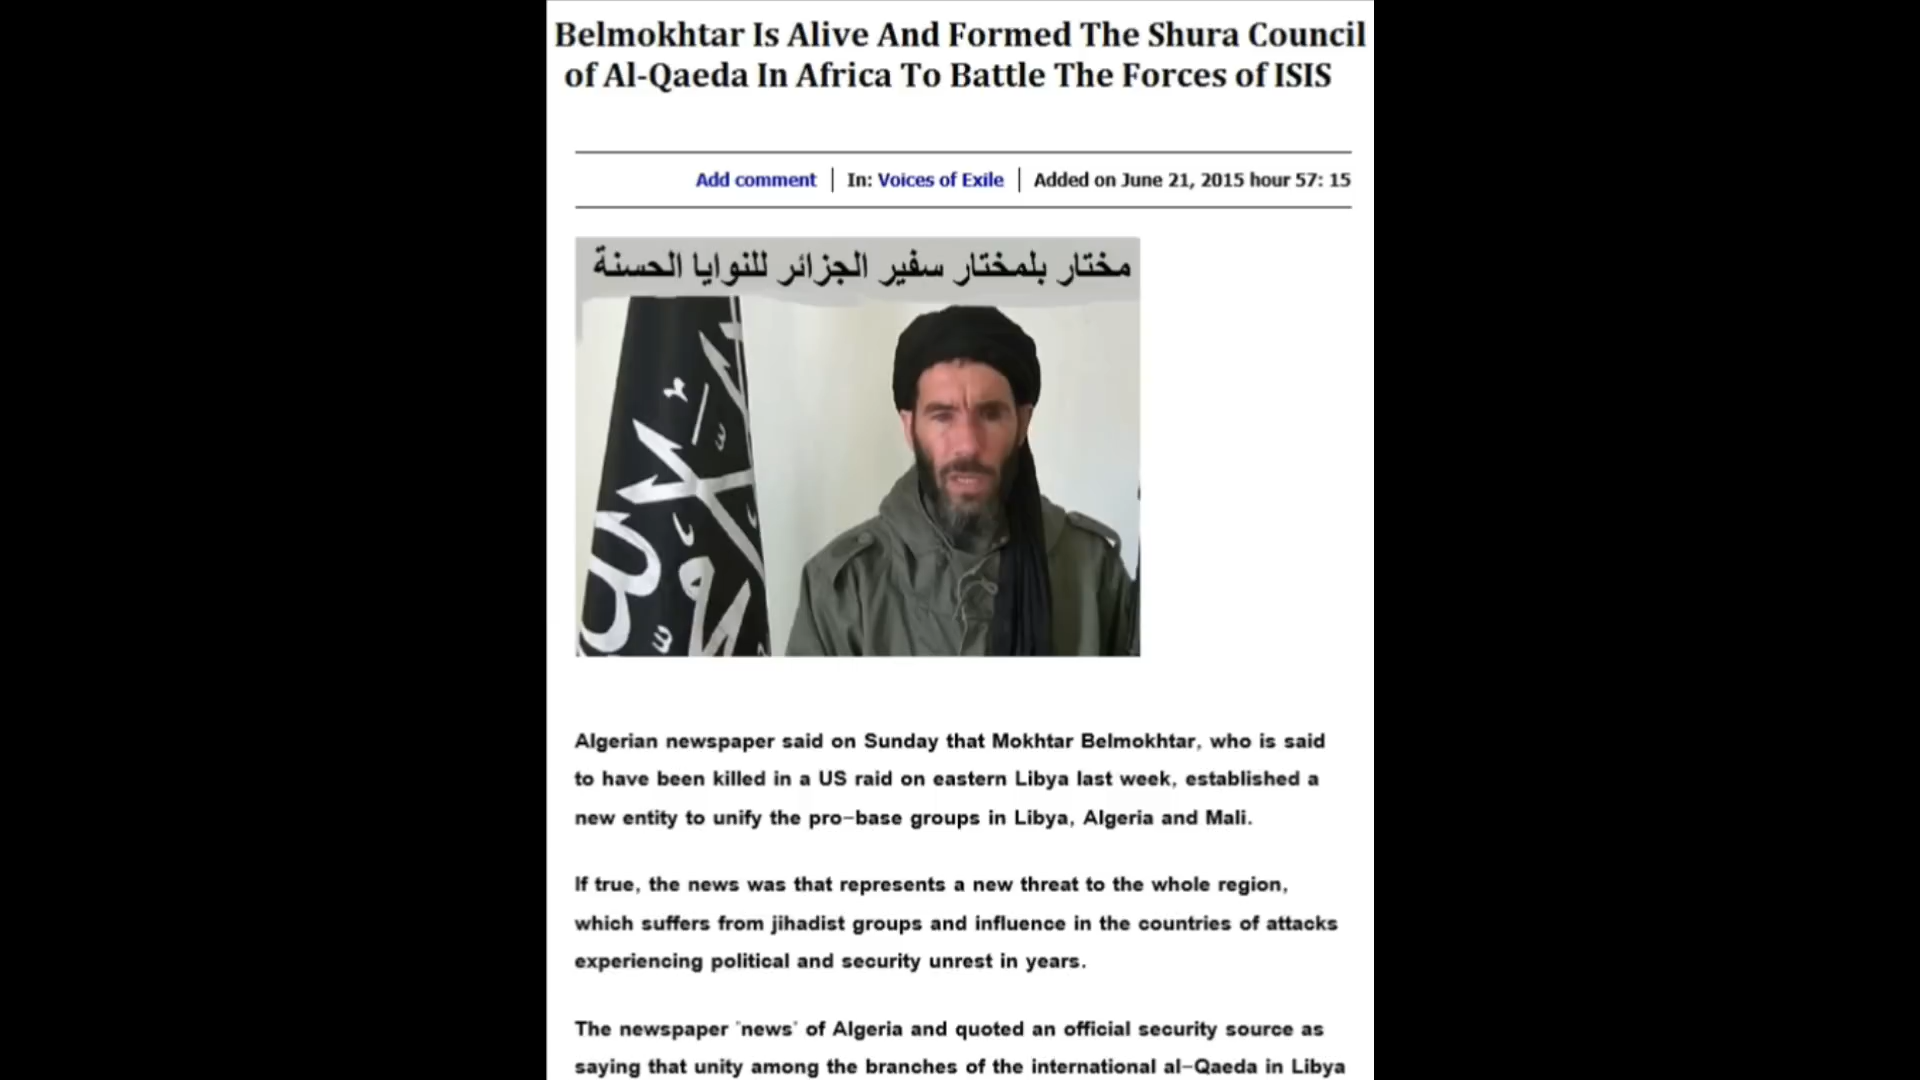 Belmokhtar Is Alive And Formed The Shura Council
of Al-Qaeda In Africa To Battle The Forces of ISIS
Add comment | In: Voices of Exile | Added on June 21, 2015 hour 57: 15
مختار بلمختار سفير الجزائر للنوايا الحسنة
Algerian newspaper said on Sunday that Mokhtar Belmokhtar, who is said
to have been killed in a US raid on eastern Libya last week, established a
new entity to unify the pro-base groups in Libya, Algeria and Mali.
If true, the news was that represents a new threat to the whole region,
which suffers from jihadist groups and influence in the countries of attacks
experiencing political and security unrest in years.
The newspaper "news" of Algeria and quoted an official security source as
saying that unity among the branches of the international al-Qaeda in Libya